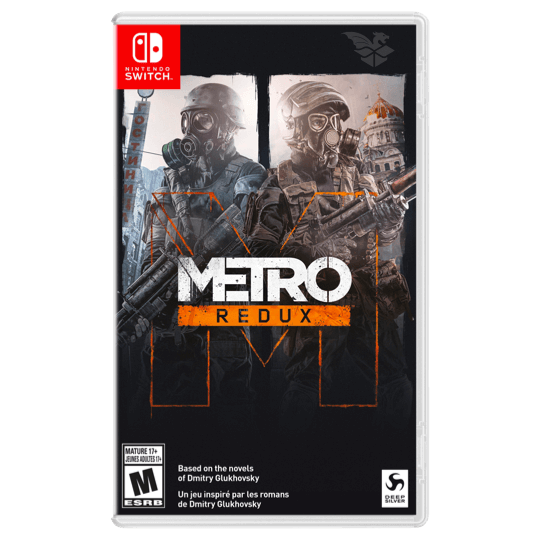 NINTENDO
SWITCH
ГОСТИНИЦ
METRO
REDUX
MATURE 17+
JEUNES ADULTES 17+
M
ESRB
Based on the novels
of Dmitry Glukhovsky
Un jeu inspiré par les romans
de Dmitry Glukhovsky
DEEP
SILVER